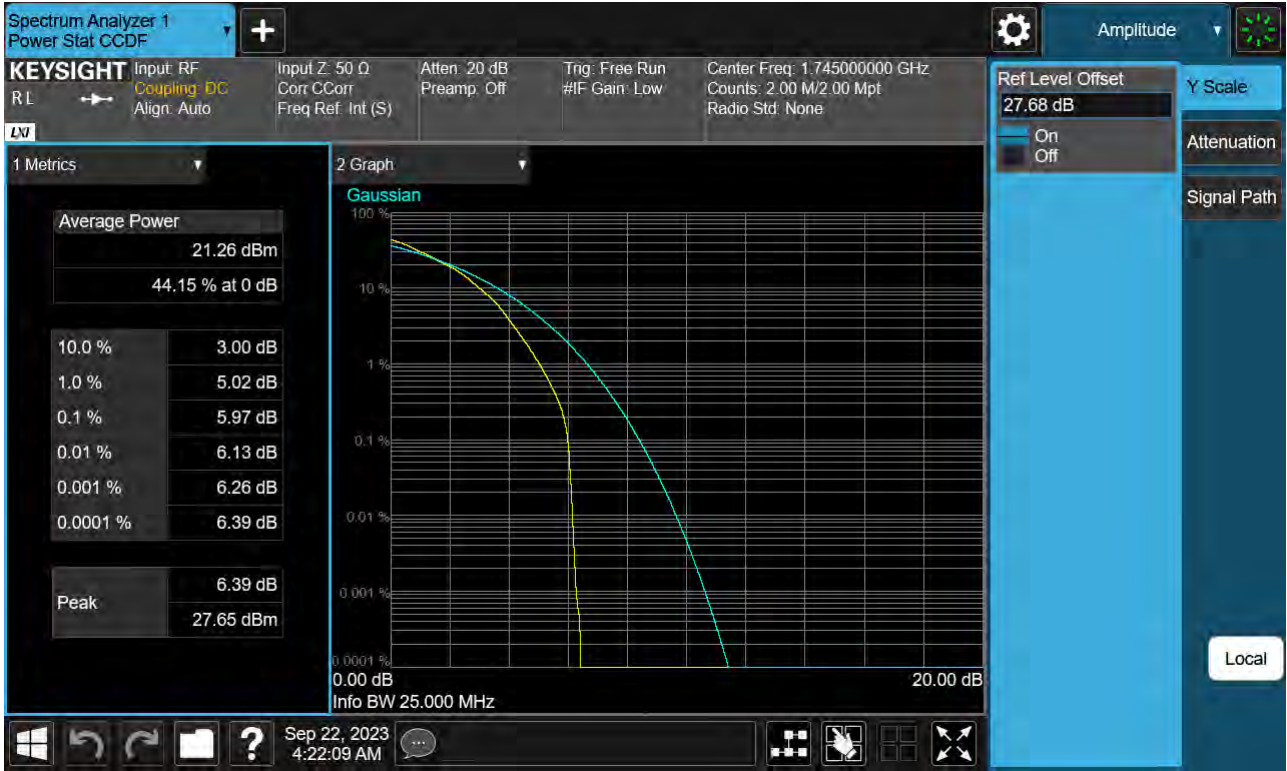 Spectrum Analyzer 1
Power Stat CCDF
Amplitude
KEYSIGHT
R L
LXI
Input: RF
Coupling: DC
Align: Auto
Input Z: 50 Ω
Corr CCorr
Freq Ref: Int (S)
Atten: 20 dB
Preamp: Off
Trig: Free Run
#IF Gain: Low
Center Freq: 1.745000000 GHz
Counts: 2.00 M/2.00 Mpt
Radio Std: None
Ref Level Offset
27.68 dB
On
Off
Y Scale
Attenuation
Signal Path
Local
1 Metrics
Average Power
21.26 dBm
44.15 % at 0 dB
10.0 % 3.00 dB
1.0 % 5.02 dB
0.1 % 5.97 dB
0.01 % 6.13 dB
0.001 % 6.26 dB
0.0001 % 6.39 dB
Peak
6.39 dB
27.65 dBm
2 Graph
Gaussian
100 %
10 %
1 %
0.1 %
0.01 %
0.001 %
0.0001 %
0.00 dB 20.00 dB
Info BW 25.000 MHz
Sep 22, 2023
4:22:09 AM